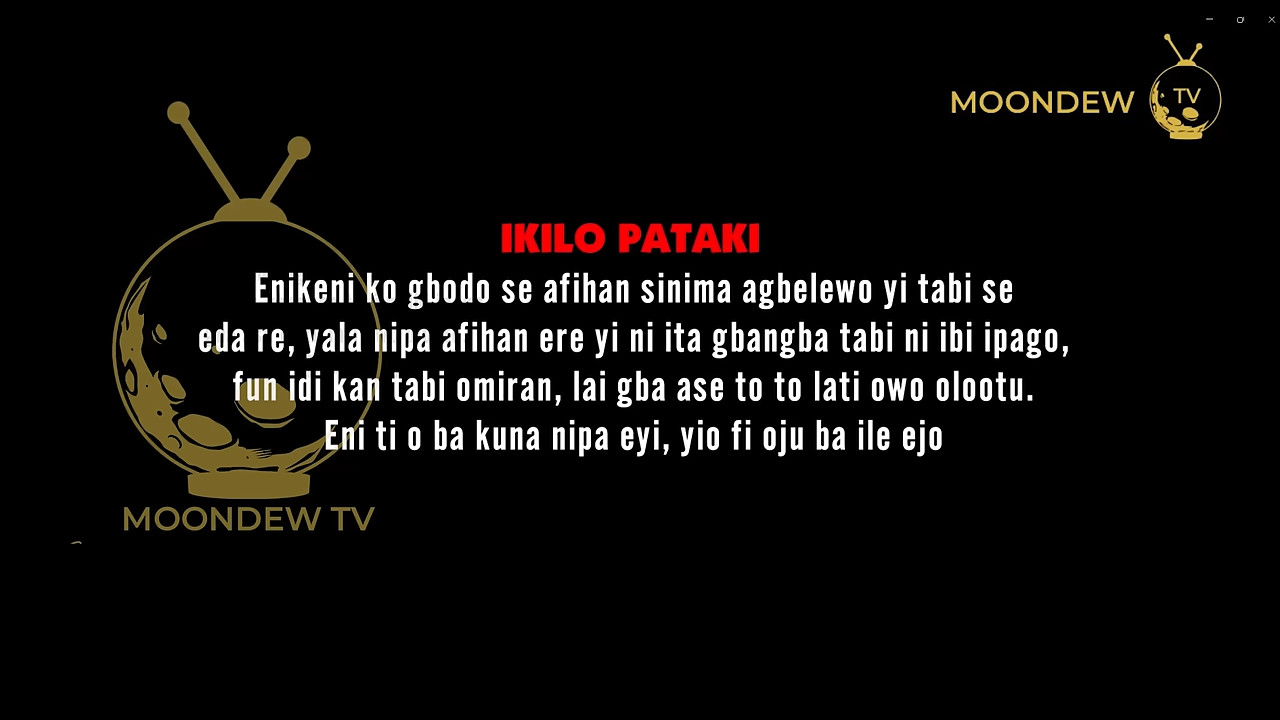 MOONDEW TV
IKILO PATAKI
Enikeni ko gbodo se afihan sinima agbelewo yi tabi se
eda re, yala nipa afihan ere yi ni ita gbangba tabi ni ibi ipago,
fun idi kan tabi omiran, lai gba ase to to lati owo olootu.
Eni ti o ba kuna nipa eyi, yio fi oju ba ile ejo
MOONDEW TV